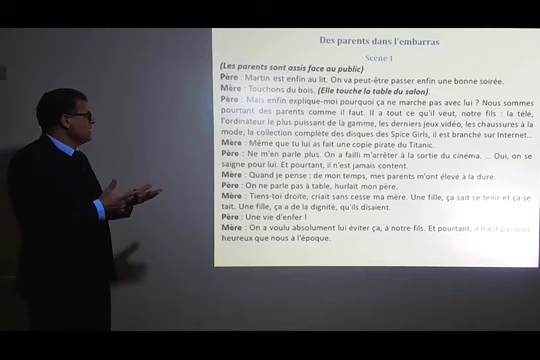 Des parents dans l'embarras
Scène 1
(Les parents sont assis face au public)
Père : Martin est enfin au lit. On va peut-être passer enfin une bonne soirée.
Mère : Touchons du bois. (Elle touche la table du salon).
Père : Mais enfin explique-moi pourquoi ça ne marche pas avec lui ? Nous sommes
pourtant des parents comme il faut. Il a tout ce qu'il veut, notre fils : la télé,
l'ordinateur le plus puissant de la gamme, les derniers jeux vidéo, les chaussures à
la mode, la collection complète des disques des Spice Girls, il est branché sur Internet...
Mère : Même que tu lui as fait une copie pirate du Titanic.
Père : Ne m'en parle plus. On a failli m'arrêter à la sortie du cinéma. ... Oui, on se
saigne pour lui. Et pourtant, il n'est jamais content.
Mère : Quand je pense : de mon temps, mes parents m'ont élevé à la dure.
Père : On ne parle pas à table, hurlait mon père.
Mère : Tiens-toi droite, criait sans cesse ma mère. Une fille, ça sait se tenir et ça se
tait. Une fille, ça a de la dignité, qu'ils disaient.
Père : Une vie d'enfer !
Mère : On a voulu absolument lui éviter ça, à notre fils. Et pourtant, il n'est pas plus
heureux que nous à l'époque.